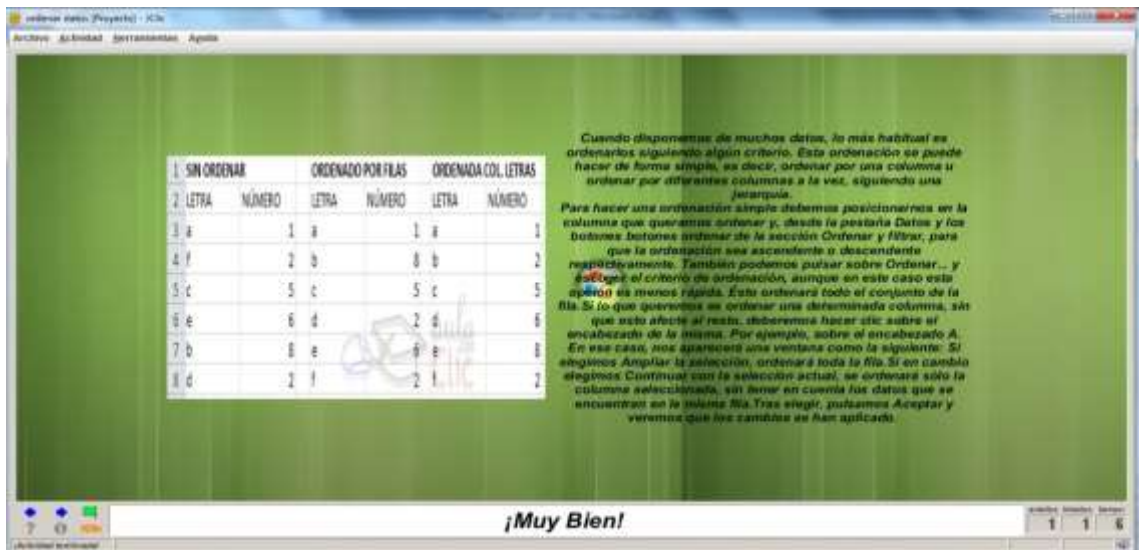 ordenar datos (Proyecto) - JClic
Archivo Actividad Herramientas Ayuda
Cuando disponemos de muchos datos, lo más habitual es
ordenarlos siguiendo algún criterio. Esta ordenación se puede
hacer de forma simple, es decir, ordenar por una columna u
ordenar por diferentes columnas a la vez, siguiendo una
jerarquía.
Para hacer una ordenación simple debemos posicionarnos en la
columna que queramos ordenar y, desde la pestaña Datos y los
botones botones ordenar de la sección Ordenar y filtrar, para
que la ordenación sea ascendente o descendente
respectivamente. También podemos pulsar sobre Ordenar... y
escoger el criterio de ordenación, aunque en este caso esta
opción es menos rápida. Esto ordenará todo el conjunto de la
fila.Si lo que queremos es ordenar una determinada columna, sin
que esto afecte al resto, deberemos hacer clic sobre el
encabezado de la misma. Por ejemplo, sobre el encabezado A.
En ese caso, nos aparecerá una ventana como la siguiente: Si
elegimos Ampliar la selección, ordenará toda la fila.Si en cambio
elegimos Continuar con la selección actual, se ordenará sólo la
columna seleccionada, sin tener en cuenta los datos que se
encuentran en la misma fila.Tras elegir, pulsamos Aceptar y
veremos que los cambios se han aplicado.
1 SIN ORDENAR ORDENADO POR FILAS ORDENADA COL. LETRAS
2 LETRA NÚMERO LETRA NÚMERO LETRA NÚMERO
3 a 1 a 1 a 1
4 f 2 b 8 b 2
5 c 5 c 5 c 5
6 e 6 d 2 d 6
7 b 8 e 6 e 8
8 d 2 f 2 f 2
aula Clic
¡Muy Bien!
1 1 6